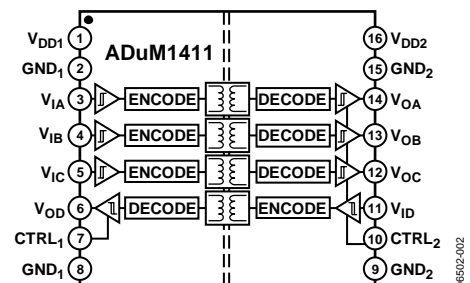 ADuM1411
VDD1 1 16 VDD2
GND1 2 15 GND2
VIA 3 ENCODE DECODE 14 VOA
VIB 4 ENCODE DECODE 13 VOB
VIC 5 ENCODE DECODE 12 VOC
VOD 6 DECODE ENCODE 11 VID
CTRL1 7 10 CTRL2
GND1 8 9 GND2
06502-002